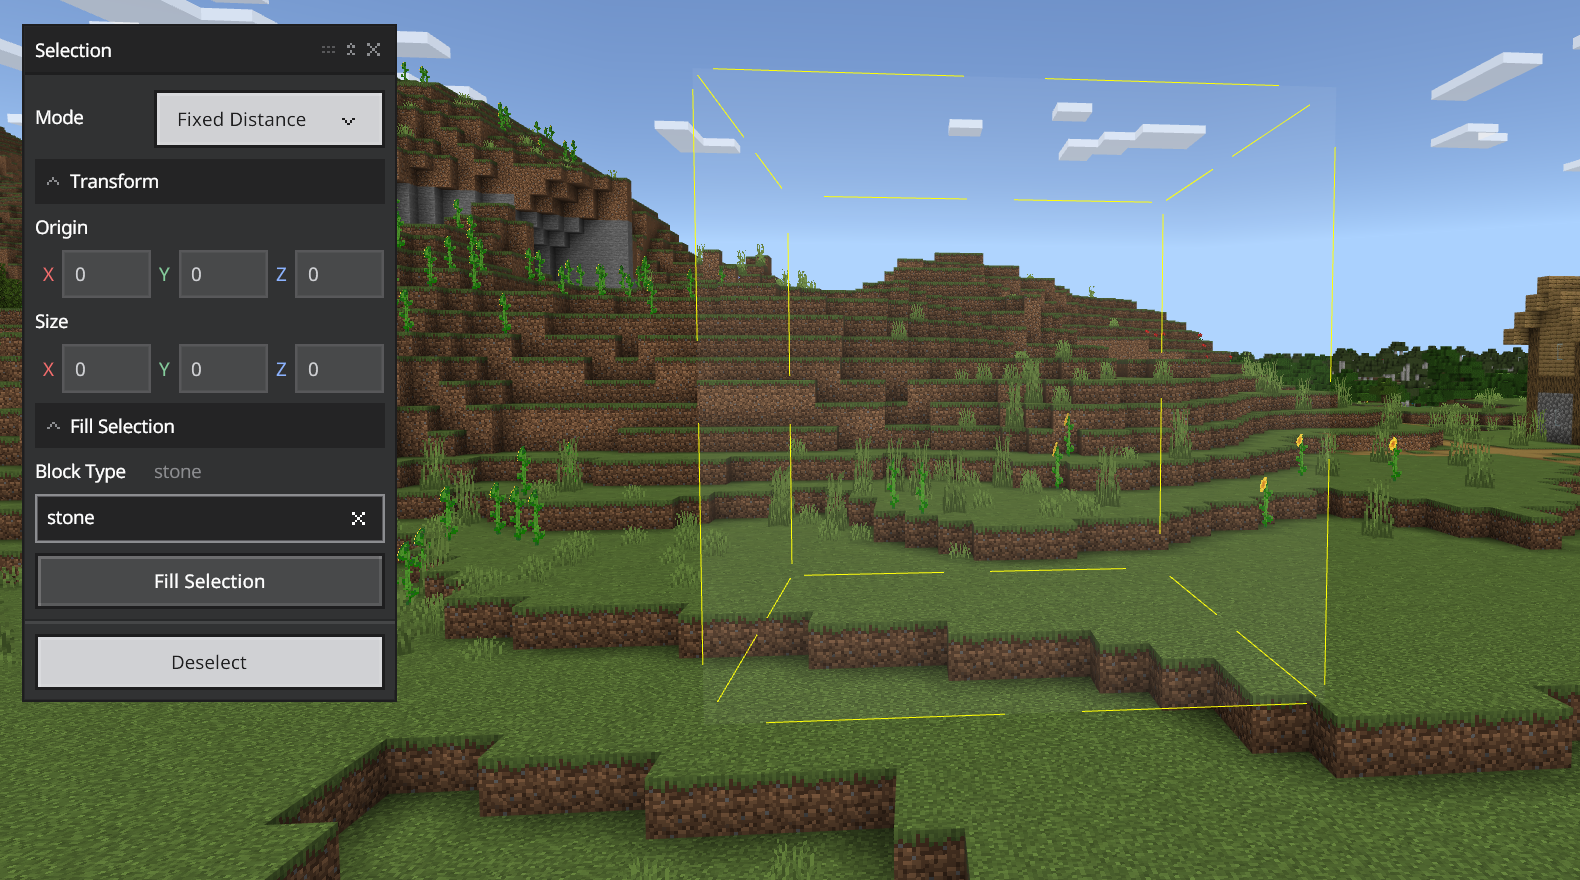 Selection
Mode
Fixed Distance
Transform
Origin
X 0 Y 0 Z 0
Size
X 0 Y 0 Z 0
Fill Selection
Block Type stone
stone
Fill Selection
Deselect